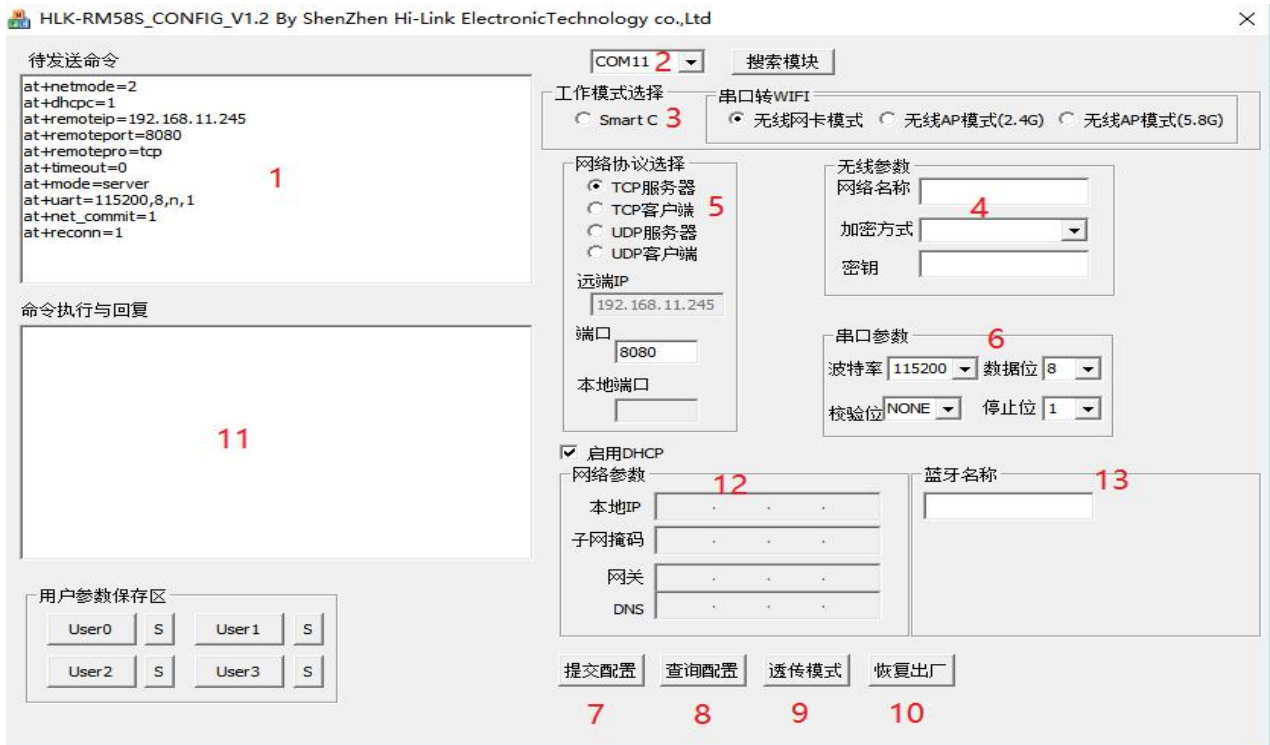 HLK-RM58S_CONFIG_V1.2 By ShenZhen Hi-Link ElectronicTechnology co.,Ltd
待发送命令
at+netmode=2
at+dhcpc=1
at+remoteip=192.168.11.245
at+remoteport=8080
at+remotepro=tcp
at+timeout=0
at+mode=server
at+uart=115200,8,n,1
at+net_commit=1
at+reconn=1
1
命令执行与回复
11
用户参数保存区
User0 S User1 S
User2 S User3 S
COM11 2 搜索模块
工作模式选择
Smart C 3
串口转WIFI
无线网卡模式 无线AP模式(2.4G) 无线AP模式(5.8G)
网络协议选择
TCP服务器
TCP客户端 5
UDP服务器
UDP客户端
远端IP
192.168.11.245
端口
8080
本地端口
无线参数
网络名称
4
加密方式
密钥
串口参数 6
波特率 115200 数据位 8
校验位 NONE 停止位 1
启用DHCP
网络参数 12
本地IP . . .
子网掩码 . . .
网关 . . .
DNS . . .
蓝牙名称 13
提交配置 查询配置 透传模式 恢复出厂
7 8 9 10